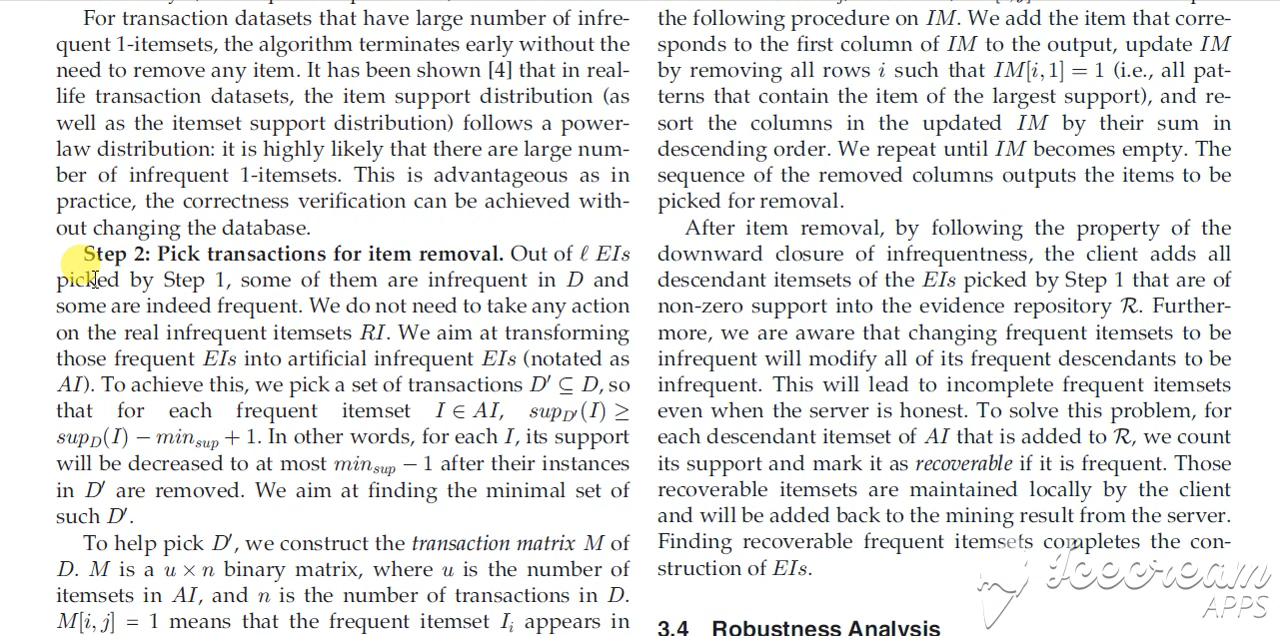 For transaction datasets that have large number of infre-
quent 1-itemsets, the algorithm terminates early without the
need to remove any item. It has been shown [4] that in real-
life transaction datasets, the item support distribution (as
well as the itemset support distribution) follows a power-
law distribution: it is highly likely that there are large num-
ber of infrequent 1-itemsets. This is advantageous as in
practice, the correctness verification can be achieved with-
out changing the database.
Step 2: Pick transactions for item removal. Out of ℓ EIs
picked by Step 1, some of them are infrequent in D and
some are indeed frequent. We do not need to take any action
on the real infrequent itemsets RI. We aim at transforming
those frequent EIs into artificial infrequent EIs (notated as
AI). To achieve this, we pick a set of transactions D′ ⊆ D, so
that for each frequent itemset I ∈ AI, sup_D′(I) ≥
sup_D(I) − min_sup + 1. In other words, for each I, its support
will be decreased to at most min_sup − 1 after their instances
in D′ are removed. We aim at finding the minimal set of
such D′.
To help pick D′, we construct the transaction matrix M of
D. M is a u × n binary matrix, where u is the number of
itemsets in AI, and n is the number of transactions in D.
M[i, j] = 1 means that the frequent itemset I_i appears in
the following procedure on IM. We add the item that corre-
sponds to the first column of IM to the output, update IM
by removing all rows i such that IM[i, 1] = 1 (i.e., all pat-
terns that contain the item of the largest support), and re-
sort the columns in the updated IM by their sum in
descending order. We repeat until IM becomes empty. The
sequence of the removed columns outputs the items to be
picked for removal.
After item removal, by following the property of the
downward closure of infrequentness, the client adds all
descendant itemsets of the EIs picked by Step 1 that are of
non-zero support into the evidence repository R. Further-
more, we are aware that changing frequent itemsets to be
infrequent will modify all of its frequent descendants to be
infrequent. This will lead to incomplete frequent itemsets
even when the server is honest. To solve this problem, for
each descendant itemset of AI that is added to R, we count
its support and mark it as recoverable if it is frequent. Those
recoverable itemsets are maintained locally by the client
and will be added back to the mining result from the server.
Finding recoverable frequent itemsets completes the con-
struction of EIs.
3.4 Robustness Analysis
Icecream
APPS